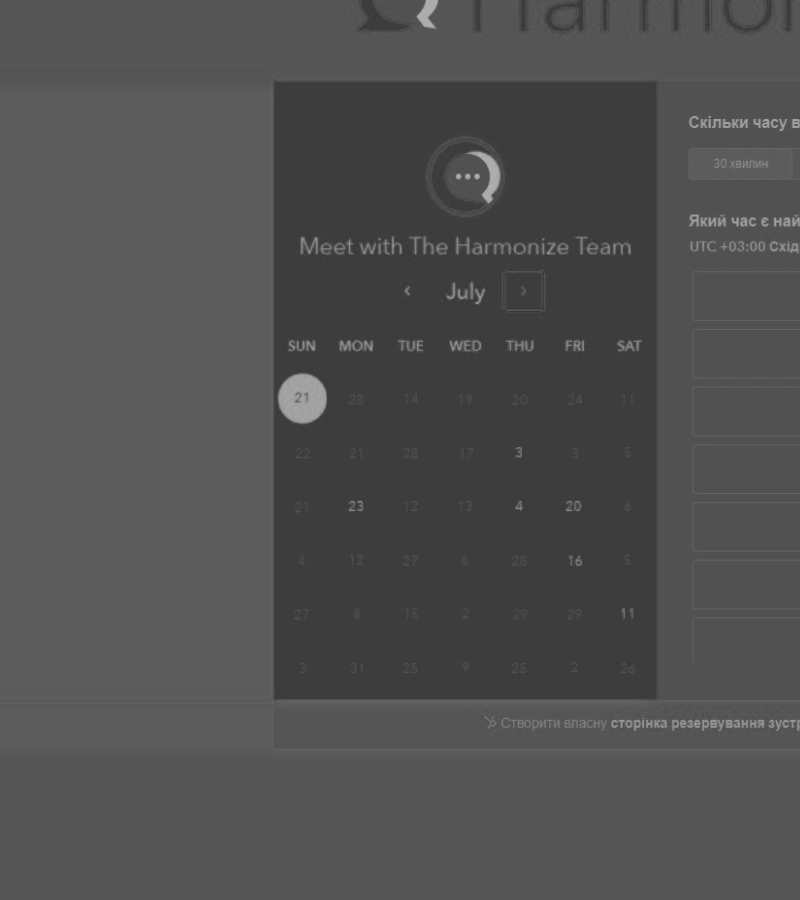 Harmoni
Скільки часу в
30 хвилин
Meet with The Harmonize Team
Який час є най
UTC +03:00 Схід
‹ July ›
SUN MON TUE WED THU FRI SAT
21 28 14 19 20 24 11
22 21 28 17 3 3 5
21 23 12 13 4 20 6
4 12 27 6 28 16 5
27 8 15 2 29 29 11
3 31 25 9 25 2 26
Створити власну сторінка резервування зуст